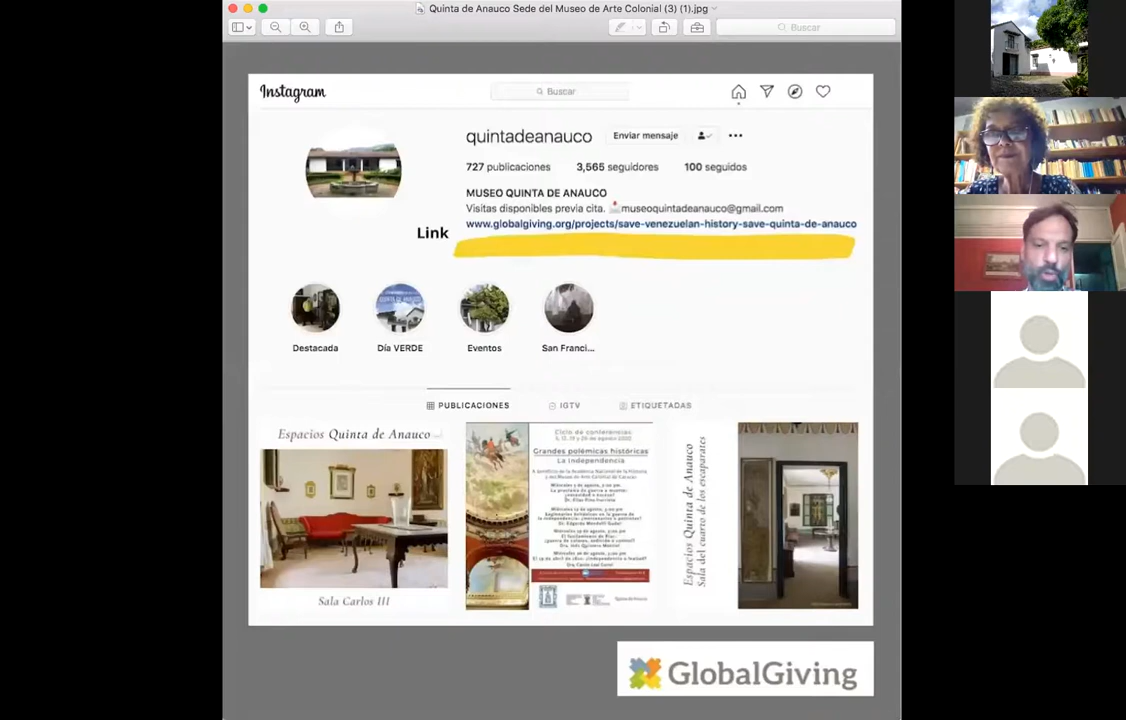 Quinta de Anauco Sede del Museo de Arte Colonial (3) (1).jpg
Buscar
Instagram
Buscar
quintadeanauco
Enviar mensaje
727 publicaciones
3,565 seguidores
100 seguidos
MUSEO QUINTA DE ANAUCO
Visitas disponibles previa cita. museoquintadeanauco@gmail.com
www.globalgiving.org/projects/save-venezuelan-history-save-quinta-de-anauco
Link
Destacada
Día VERDE
Eventos
San Franci...
PUBLICACIONES
IGTV
ETIQUETADAS
Espacios Quinta de Anauco
Sala Carlos III
Ciclo de conferencias
Grandes polémicas históricas
La Independencia
Espacios Quinta de Anauco
Sala del cuarto de los escaparates
GlobalGiving